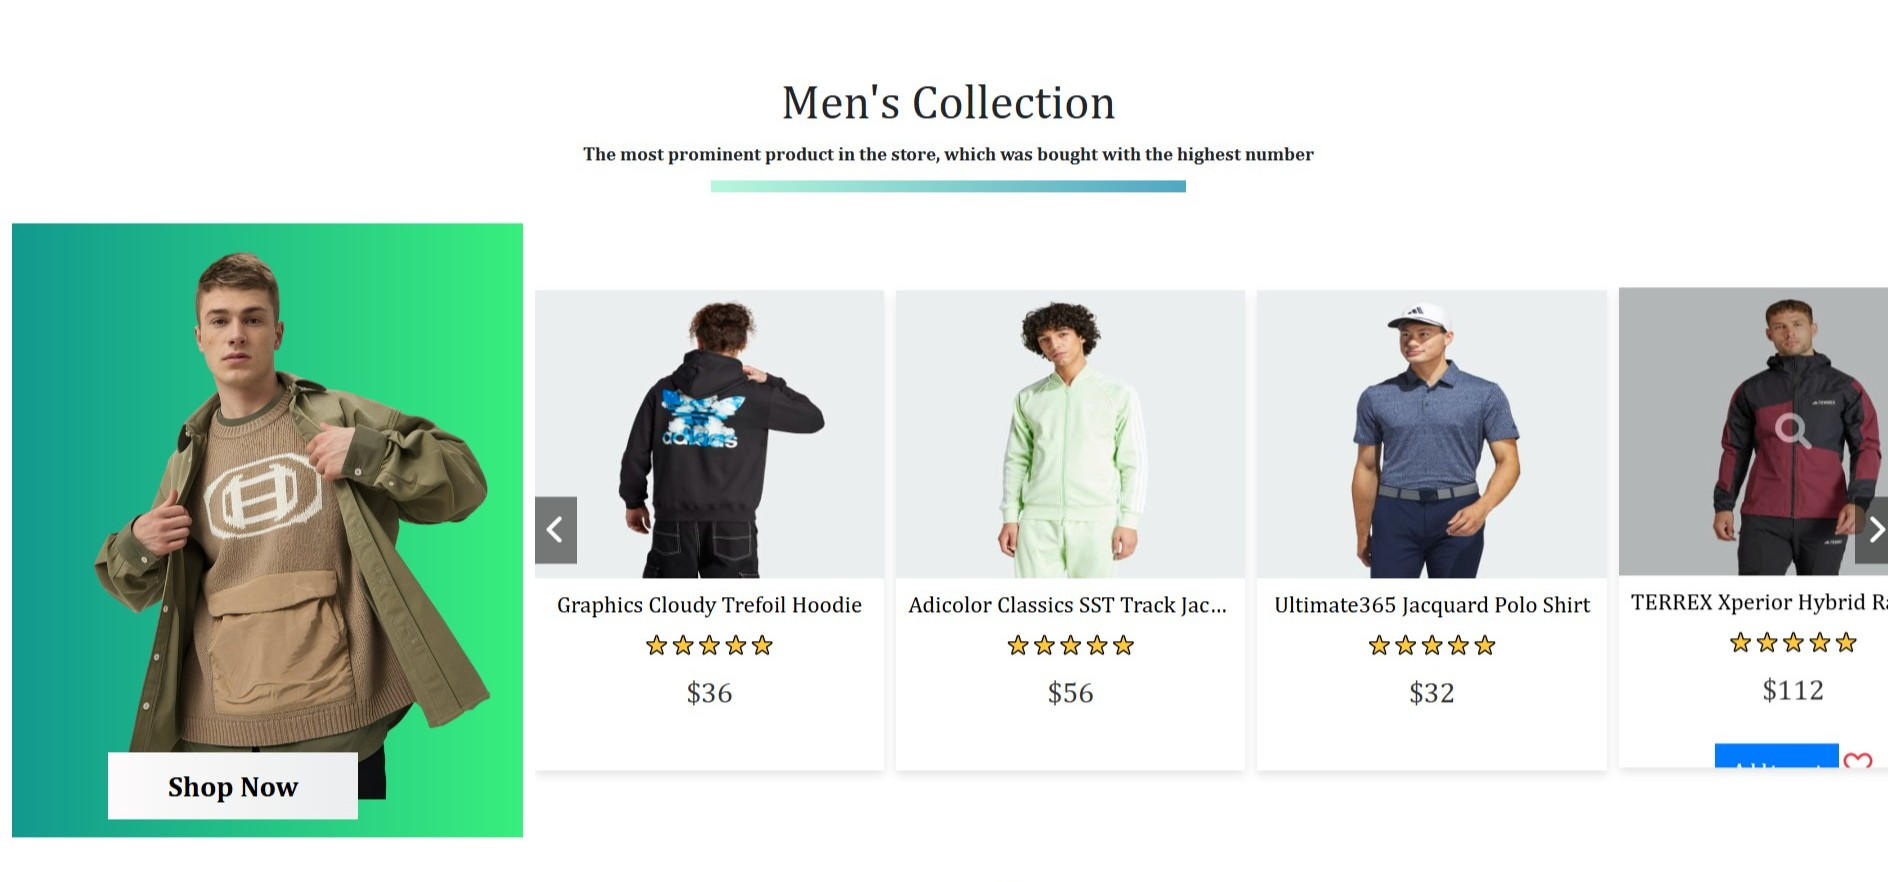 Men's Collection
The most prominent product in the store, which was bought with the highest number
Shop Now
adidas
Graphics Cloudy Trefoil Hoodie
$36
Adicolor Classics SST Track Jac...
$56
Ultimate365 Jacquard Polo Shirt
$32
TERREX
TERREX Xperior Hybrid
$112